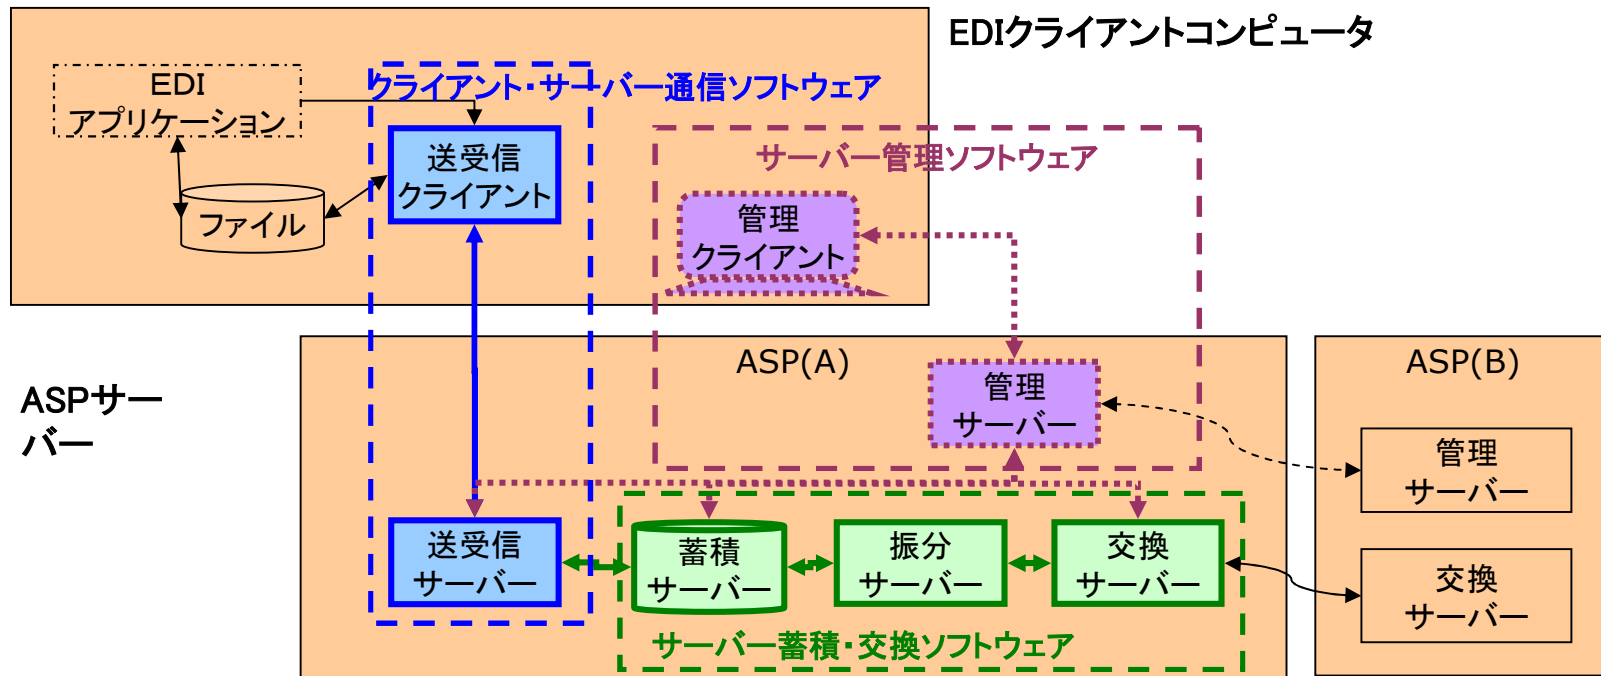 EDIクライアントコンピュータ
EDI
アプリケーション
クライアント・サーバー通信ソフトウェア
送受信
クライアント
ファイル
サーバー管理ソフトウェア
管理
クライアント
ASPサー
バー
ASP(A)
管理
サーバー
送受信
サーバー
蓄積
サーバー
振分
サーバー
交換
サーバー
サーバー蓄積・交換ソフトウェア
ASP(B)
管理
サーバー
交換
サーバー